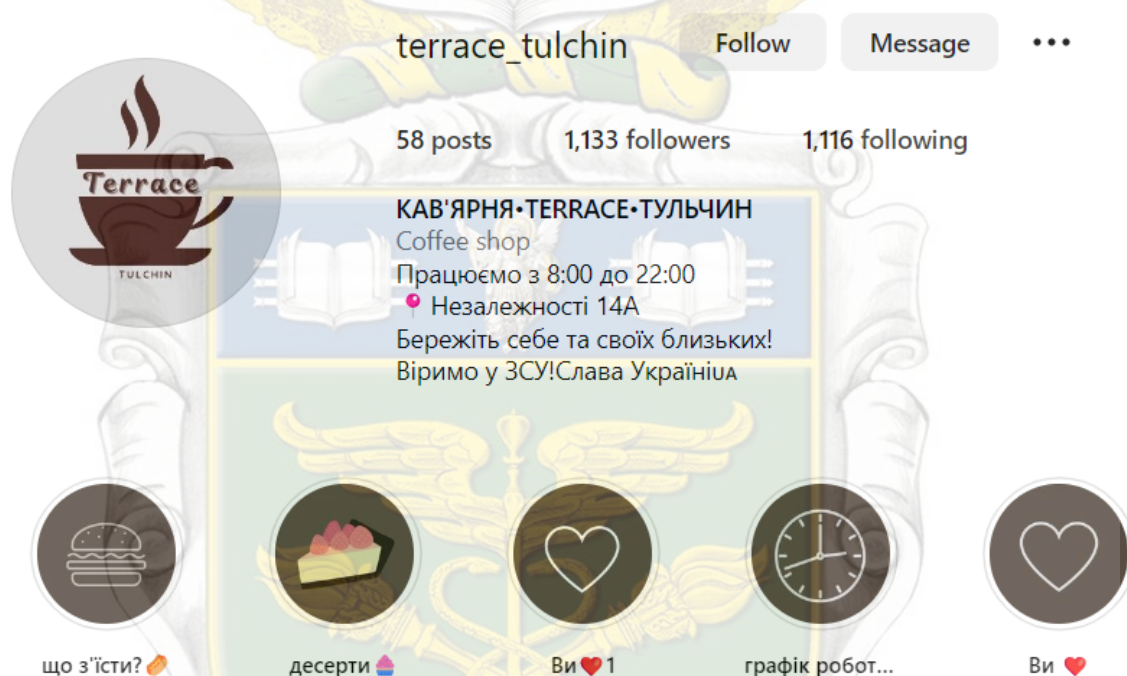 terrace_tulchin Follow Message •••
58 posts 1,133 followers 1,116 following
Terrace
TULCHIN
КАВ'ЯРНЯ•TERRACE•ТУЛЬЧИН
Coffee shop
Працюємо з 8:00 до 22:00
📍 Незалежності 14А
Бережіть себе та своїх близьких!
Віримо у ЗСУ!Слава Україніᴜᴀ
що з'їсти?🌭 десерти🧁 Ви❤️1 графік робот... Ви ❤️